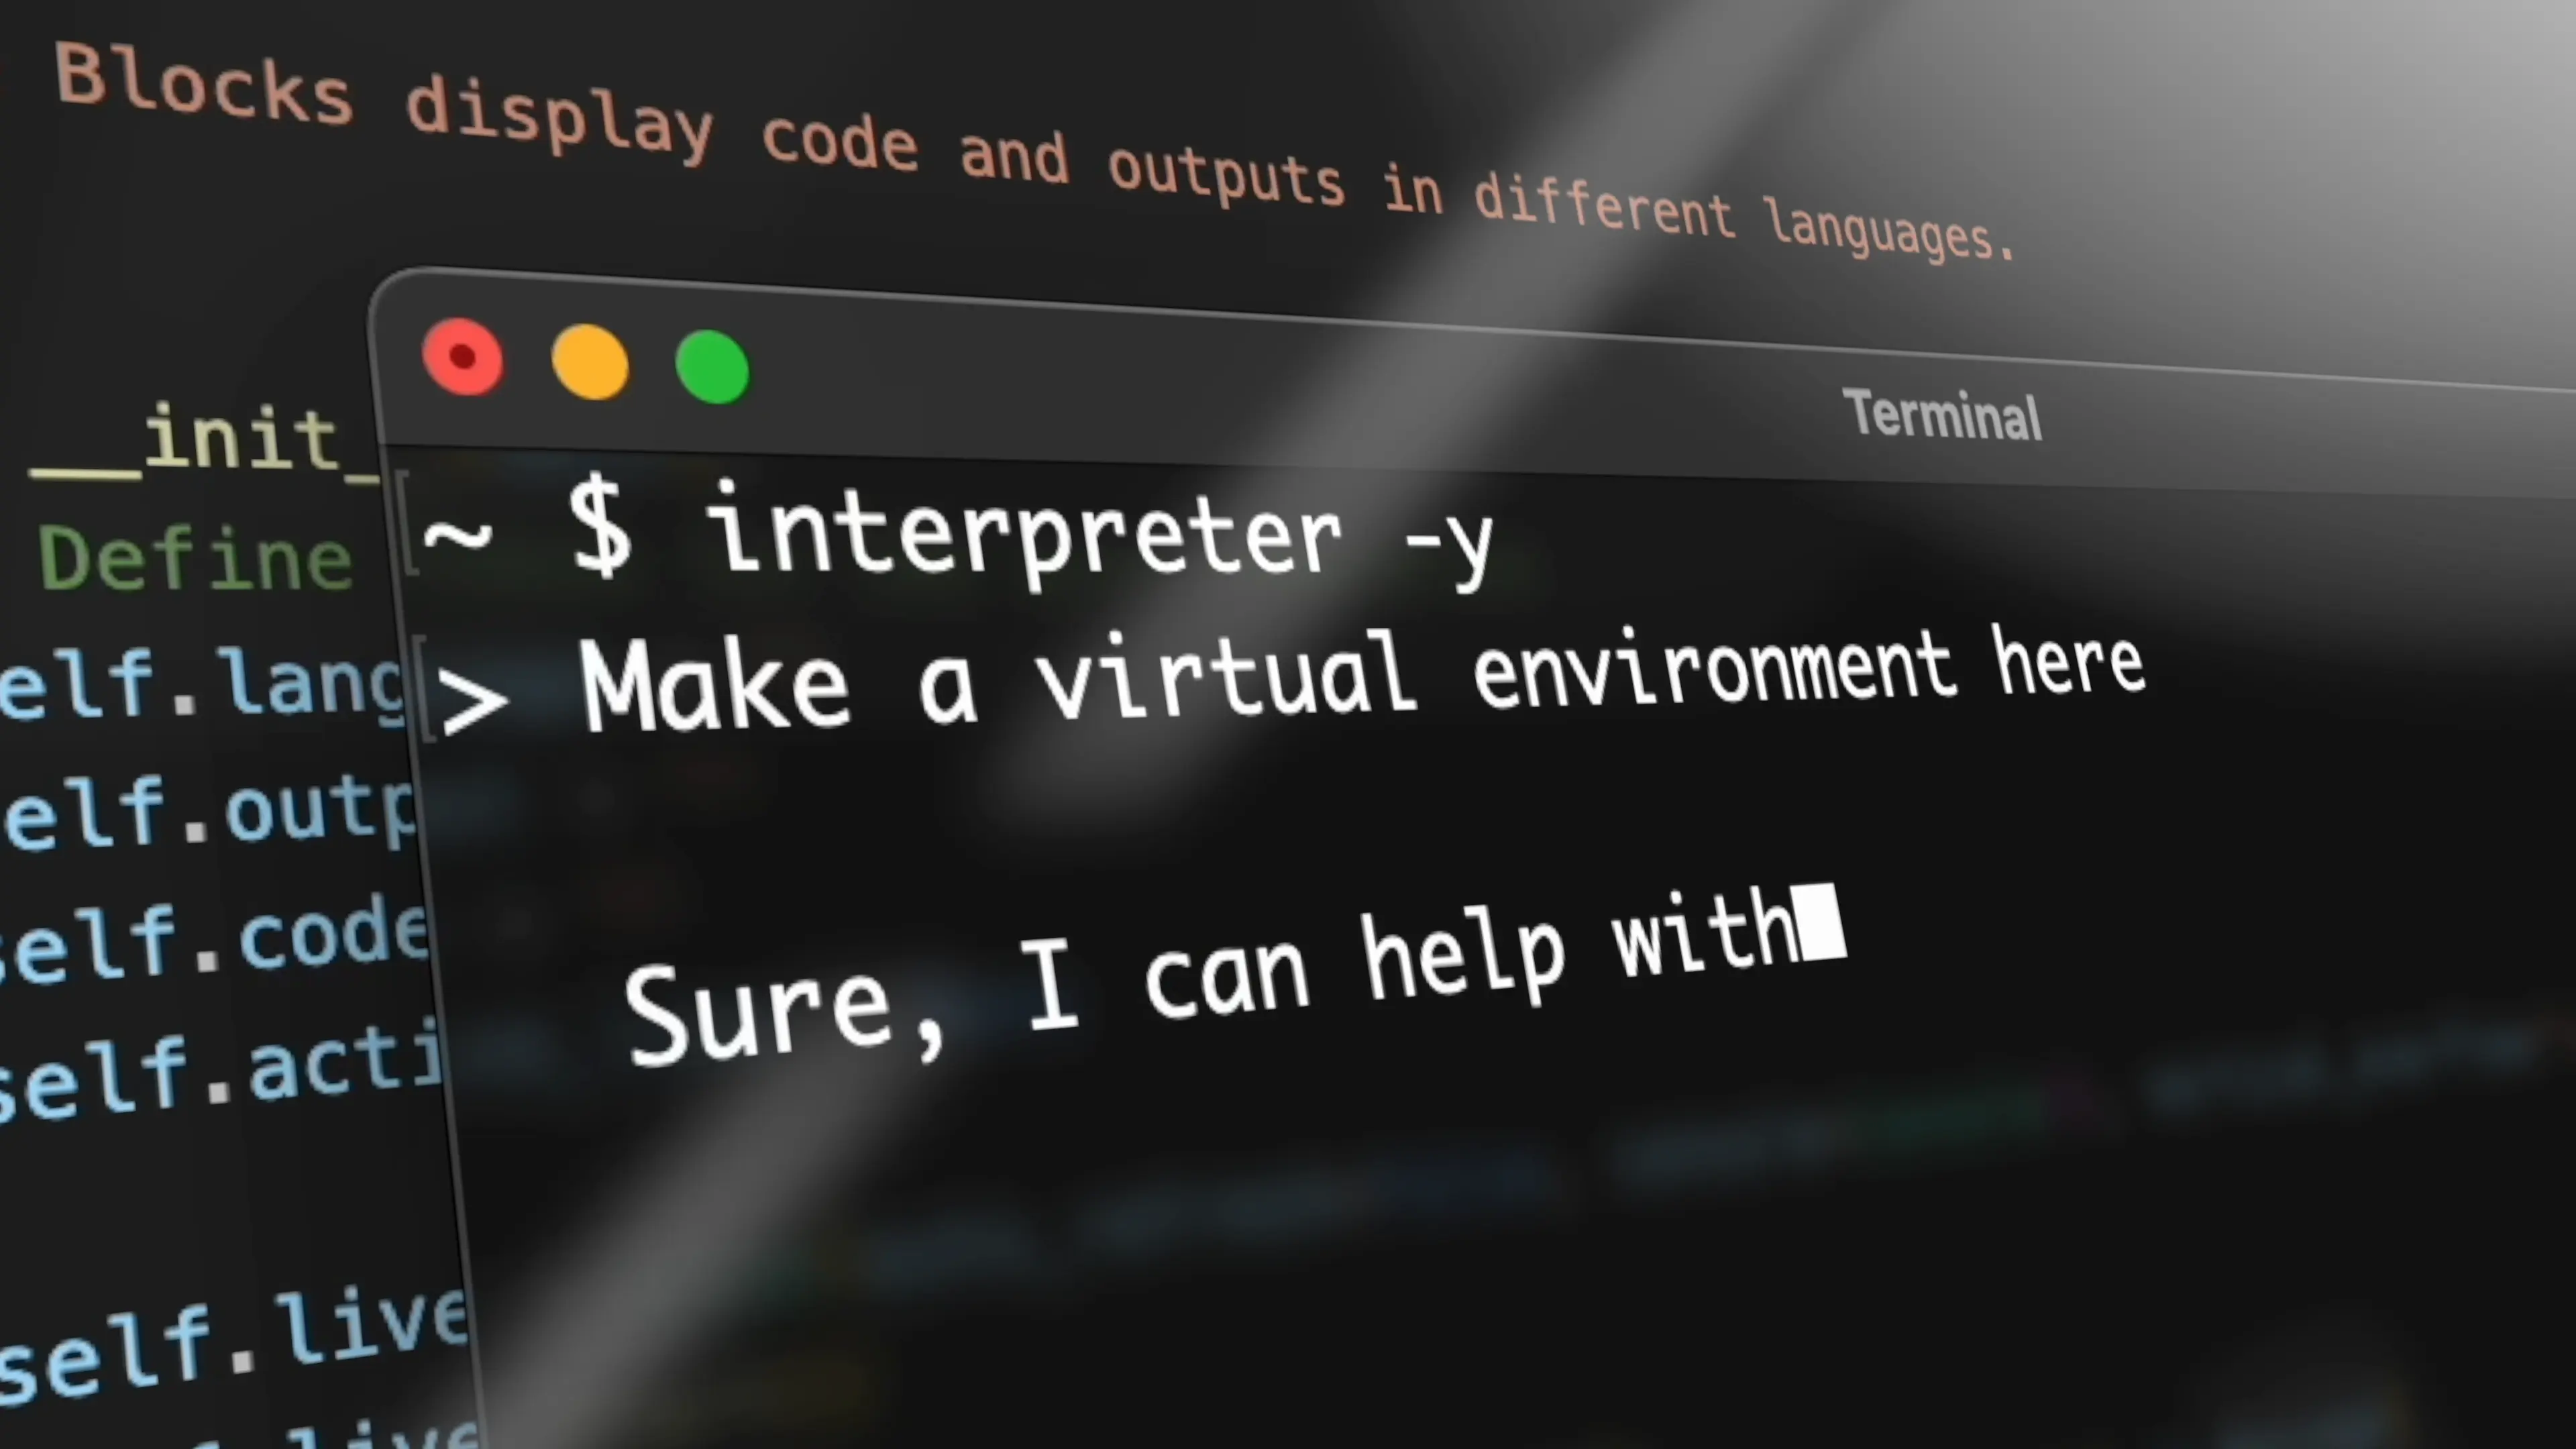 Blocks display code and outputs in different languages.
Terminal
__init_
Define
~ $ interpreter -y
> Make a virtual environment here
elf.lang
elf.outp
Sure, I can help with
self.code
self.acti
self.live